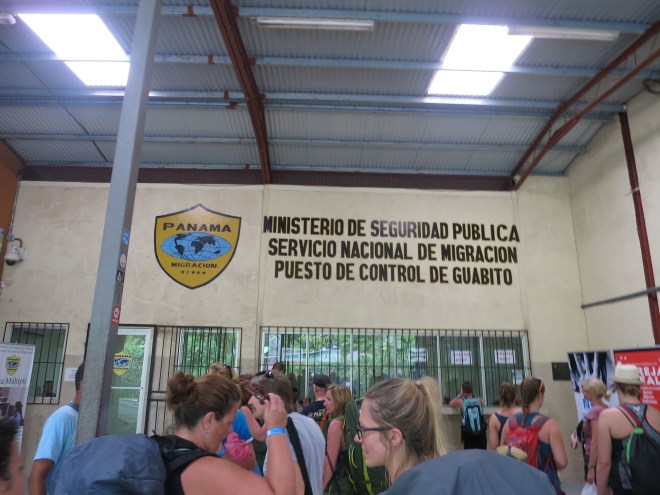 PANAMA
MIGRACION
MINISTERIO DE SEGURIDAD PUBLICA
SERVICIO NACIONAL DE MIGRACION
PUESTO DE CONTROL DE GUABITO